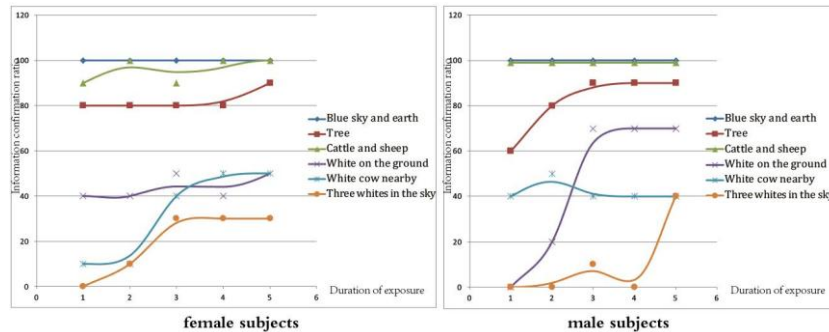 120
100
80
60
40
20
0
Information confirmation ratio
0 1 2 3 4 5 6
Duration of exposure
Blue sky and earth
Tree
Cattle and sheep
White on the ground
White cow nearby
Three whites in the sky
female subjects
120
100
80
60
40
20
0
Information confirmation ratio
0 1 2 3 4 5 6
Duration of exposure
Blue sky and earth
Tree
Cattle and sheep
White on the ground
White cow nearby
Three whites in the sky
male subjects